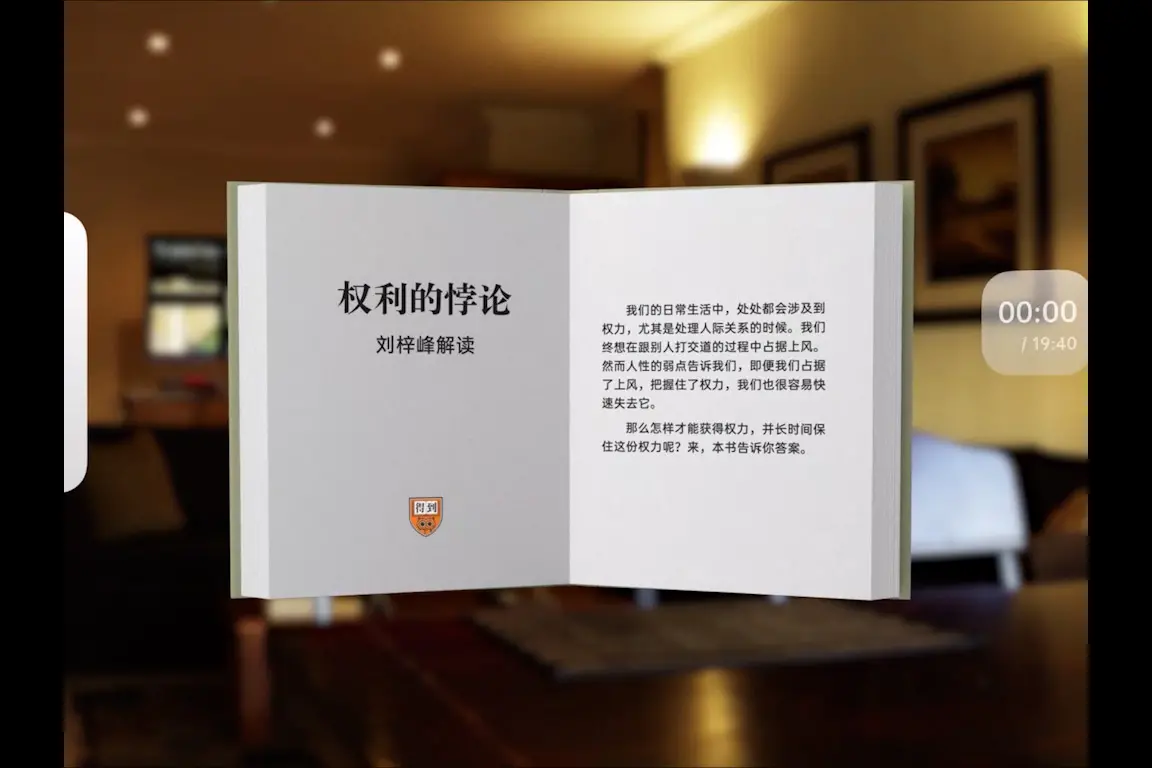 权利的悖论
刘梓峰解读
得到
我们的日常生活中，处处都会涉及到
权力，尤其是处理人际关系的时候。我们
终想在跟别人打交道的过程中占据上风。
然而人性的弱点告诉我们，即便我们占据
了上风，把握住了权力，我们也很容易快
速失去它。
那么怎样才能获得权力，并长时间保
住这份权力呢？来，本书告诉你答案。
00:00
/ 19:40